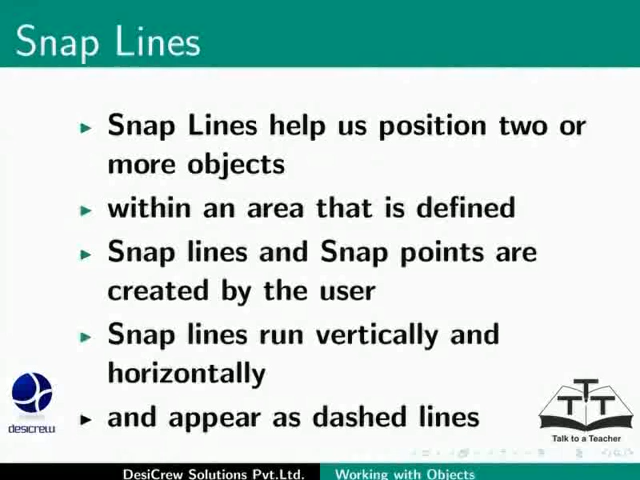 Snap Lines
Snap Lines help us position two or
more objects
within an area that is defined
Snap lines and Snap points are
created by the user
Snap lines run vertically and
horizontally
and appear as dashed lines
desicrew
TTT
Talk to a Teacher
DesiCrew Solutions Pvt.Ltd. Working with Objects